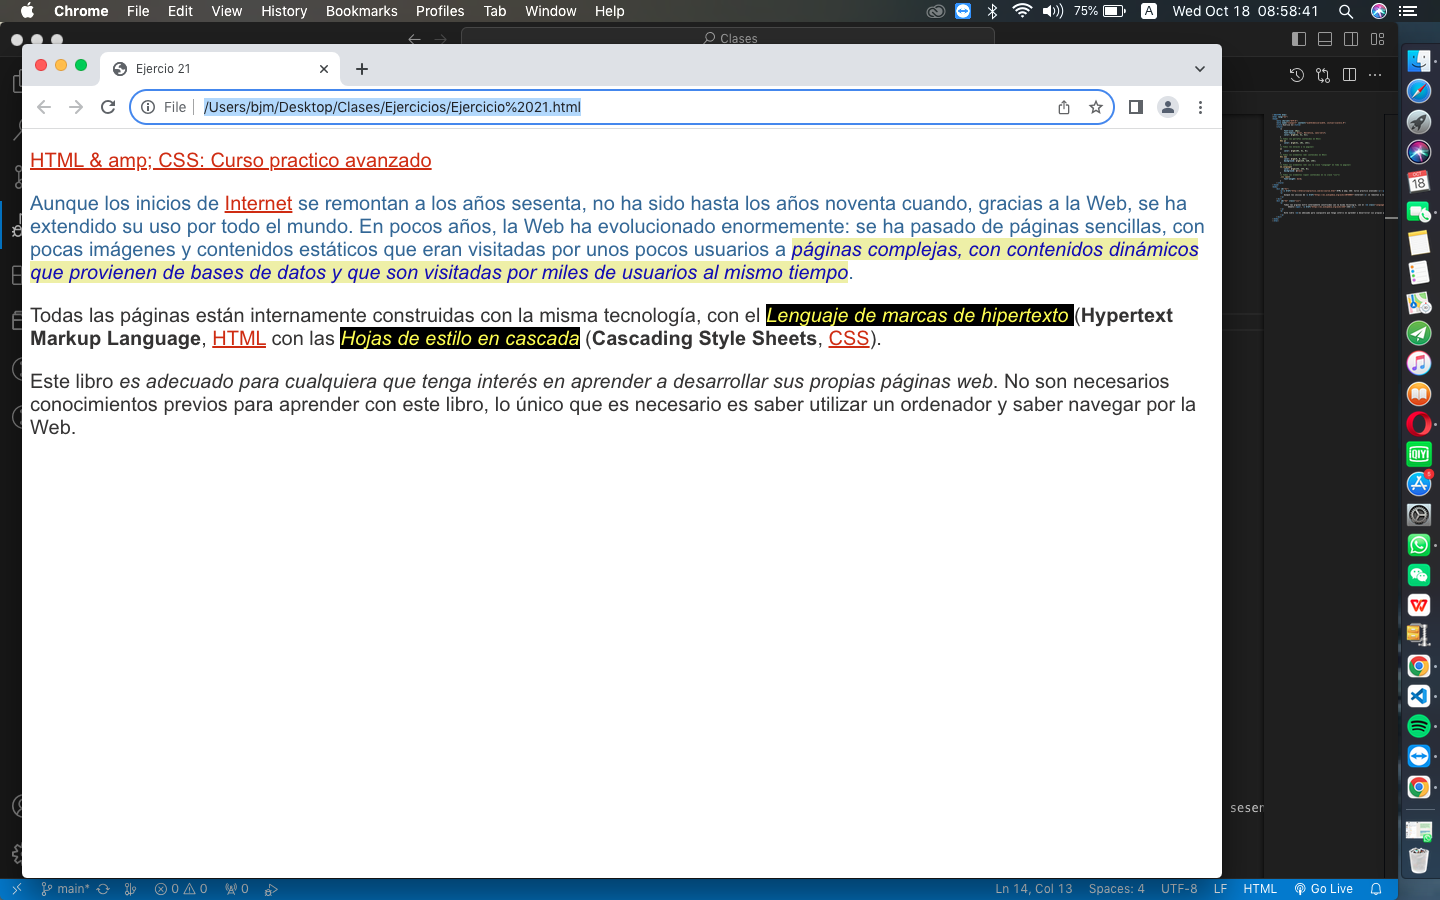 Chrome File Edit View History Bookmarks Profiles Tab Window Help 75% A Wed Oct 18 08:58:41
Clases
Ejercio 21
File /Users/bjm/Desktop/Clases/Ejercicios/Ejercicio%2021.html
HTML & amp; CSS: Curso practico avanzado
Aunque los inicios de Internet se remontan a los años sesenta, no ha sido hasta los años noventa cuando, gracias a la Web, se ha
extendido su uso por todo el mundo. En pocos años, la Web ha evolucionado enormemente: se ha pasado de páginas sencillas, con
pocas imágenes y contenidos estáticos que eran visitadas por unos pocos usuarios a páginas complejas, con contenidos dinámicos
que provienen de bases de datos y que son visitadas por miles de usuarios al mismo tiempo.
Todas las páginas están internamente construidas con la misma tecnología, con el Lenguaje de marcas de hipertexto (Hypertext
Markup Language, HTML con las Hojas de estilo en cascada (Cascading Style Sheets, CSS).
Este libro es adecuado para cualquiera que tenga interés en aprender a desarrollar sus propias páginas web. No son necesarios
conocimientos previos para aprender con este libro, lo único que es necesario es saber utilizar un ordenador y saber navegar por la
Web.
OCT
18
iQIY
seser
main* 0 0 0 Ln 14, Col 13 Spaces: 4 UTF-8 LF HTML Go Live